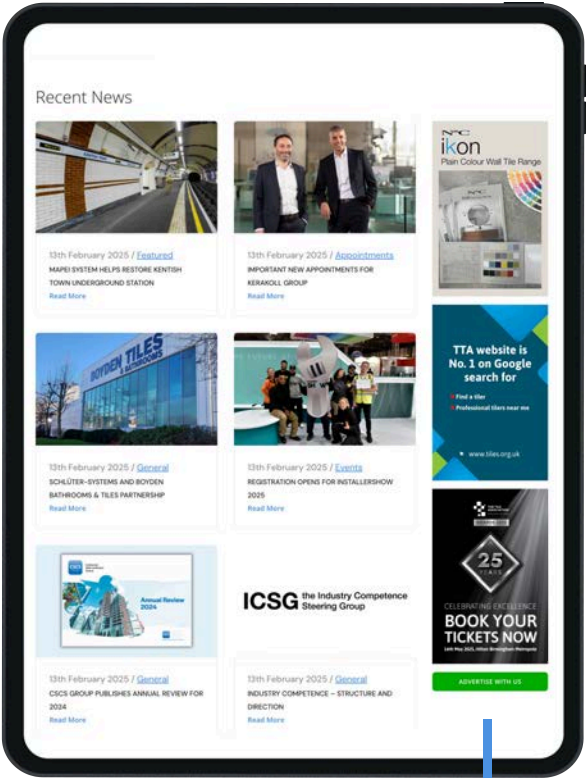 Recent News
13th February 2025 / Featured
MAPEI SYSTEM HELPS RESTORE KENTISH
TOWN UNDERGROUND STATION
Read More
13th February 2025 / Appointments
IMPORTANT NEW APPOINTMENTS FOR
KERAKOLL GROUP
Read More
BOYDEN TILES
& BATHROOMS
13th February 2025 / General
SCHLÜTER-SYSTEMS AND BOYDEN
BATHROOMS & TILES PARTNERSHIP
Read More
13th February 2025 / Events
REGISTRATION OPENS FOR INSTALLERSHOW
2025
Read More
Annual Review
2024
13th February 2025 / General
CSCS GROUP PUBLISHES ANNUAL REVIEW FOR
2024
Read More
ICSG the Industry Competence
Steering Group
13th February 2025 / General
INDUSTRY COMPETENCE – STRUCTURE AND
DIRECTION
Read More
ikon
Plain Colour Wall Tile Range
TTA website is
No. 1 on Google
search for
Find a tiler
Professional tilers near me
www.tiles.org.uk
25
YEARS
CELEBRATING EXCELLENCE
BOOK YOUR
TICKETS NOW
16th May 2025, Hilton Birmingham Metropole
ADVERTISE WITH US